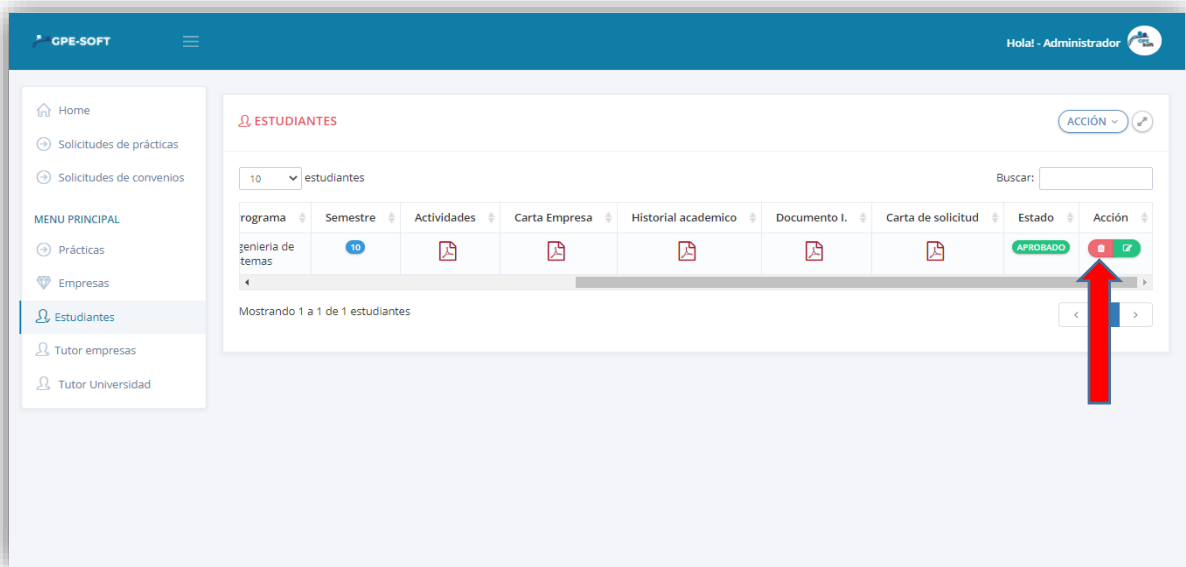 GPE-SOFT
Hola! - Administrador
GPE
Soft
Home
Solicitudes de prácticas
Solicitudes de convenios
MENU PRINCIPAL
Prácticas
Empresas
Estudiantes
Tutor empresas
Tutor Universidad
ESTUDIANTES
ACCIÓN
10 estudiantes
Buscar:
rograma Semestre Actividades Carta Empresa Historial academico Documento I. Carta de solicitud Estado Acción
genieria de
temas
10
APROBADO
Mostrando 1 a 1 de 1 estudiantes